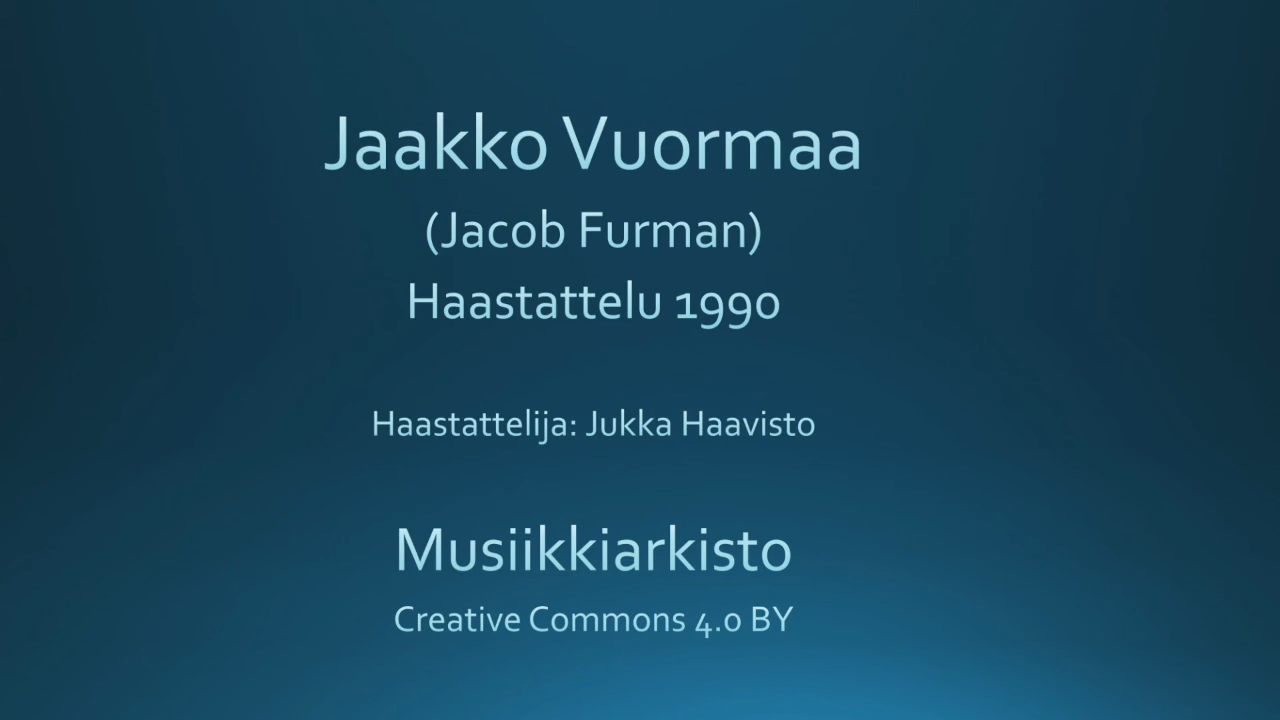 Jaakko Vuormaa
(Jacob Furman)
Haastattelu 1990
Haastattelija: Jukka Haavisto
Musiikkiarkisto
Creative Commons 4.0 BY